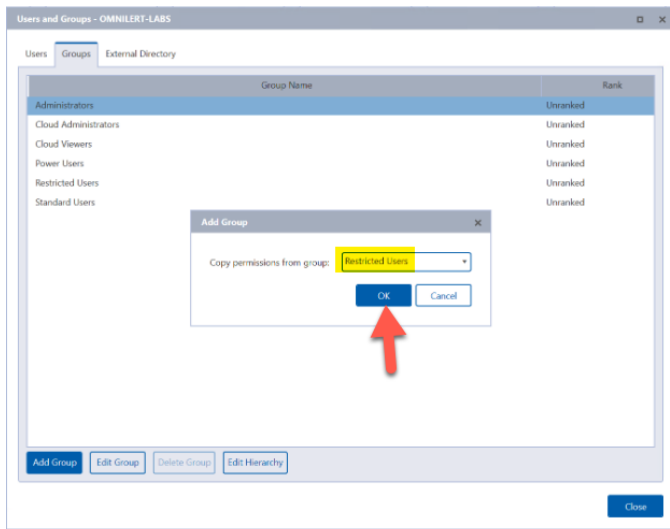 Users and Groups - OMNILERT-LABS
Users Groups External Directory
Group Name Rank
Administrators Unranked
Cloud Administrators Unranked
Cloud Viewers Unranked
Power Users Unranked
Restricted Users Unranked
Standard Users Unranked
Add Group
Copy permissions from group: Restricted Users
OK Cancel
Add Group Edit Group Delete Group Edit Hierarchy
Close